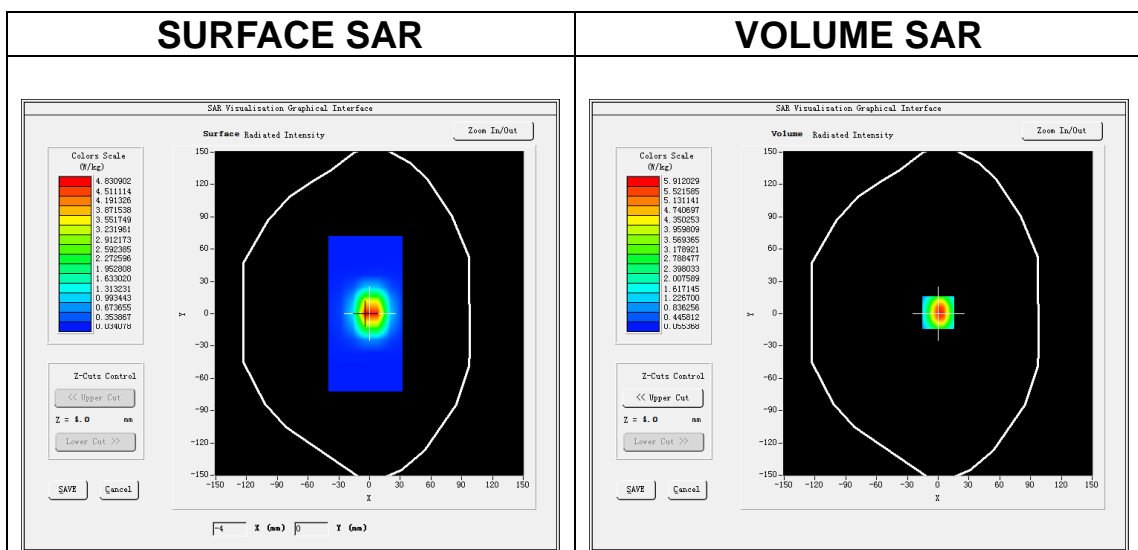 SURFACE SAR
VOLUME SAR
SAR Visualisation Graphical Interface
Surface Radiated Intensity
Zoom In/Out
Colors Scale
(W/kg)
4.830902
4.511114
4.191326
3.871538
3.551749
3.231961
2.912173
2.592385
2.272596
1.952808
1.633020
1.313231
0.993443
0.673655
0.353867
0.034078
150
120
90
60
30
0
-30
-60
-90
-120
-150
Y
-150 -120 -90 -60 -30 0 30 60 90 120 150
X
Z-Cuts Control
<< Upper Cut
Z = 4.0 mm
Lower Cut >>
SAVE Cancel
-4 X (mm) 0 Y (mm)
SAR Visualisation Graphical Interface
Volume Radiated Intensity
Zoom In/Out
Colors Scale
(W/kg)
5.912029
5.521585
5.131141
4.740697
4.350253
3.959809
3.569365
3.178921
2.788477
2.398033
2.007589
1.617145
1.226700
0.836256
0.445812
0.055368
150
120
90
60
30
0
-30
-60
-90
-120
-150
Y
-150 -120 -90 -60 -30 0 30 60 90 120 150
X
Z-Cuts Control
<< Upper Cut
Z = 4.0 mm
Lower Cut >>
SAVE Cancel